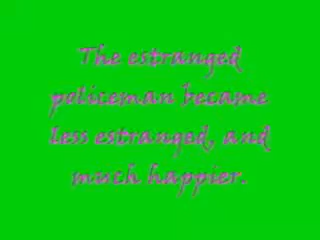 The estranged
policeman became
less estranged, and
much happier.